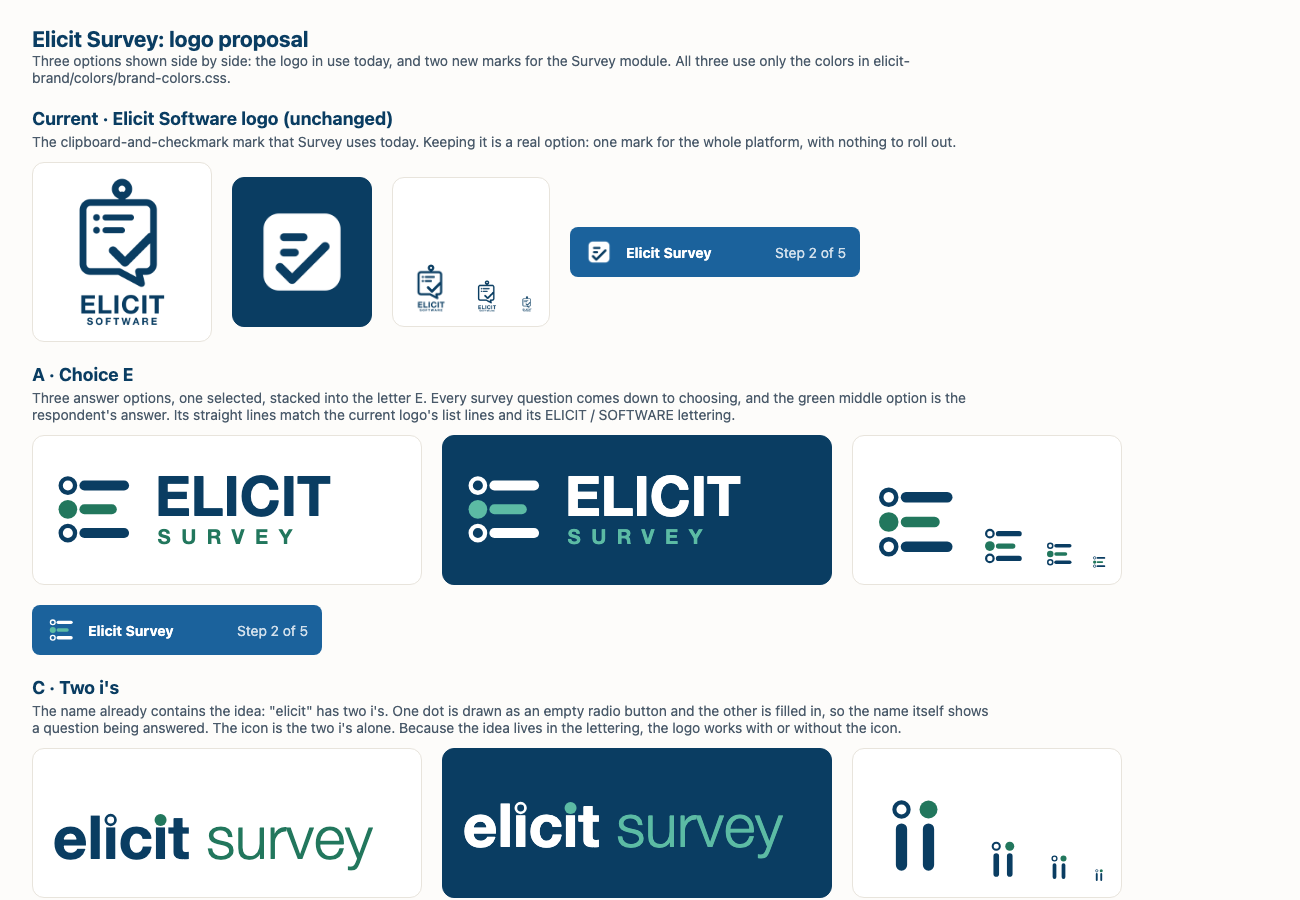 Elicit Survey: logo proposal
Three options shown side by side: the logo in use today, and two new marks for the Survey module. All three use only the colors in elicit-
brand/colors/brand-colors.css.
Current · Elicit Software logo (unchanged)
The clipboard-and-checkmark mark that Survey uses today. Keeping it is a real option: one mark for the whole platform, with nothing to roll out.
ELICIT
SOFTWARE
ELICIT
SOFTWARE
ELICIT
Elicit Survey
Step 2 of 5
A · Choice E
Three answer options, one selected, stacked into the letter E. Every survey question comes down to choosing, and the green middle option is the
respondent's answer. Its straight lines match the current logo's list lines and its ELICIT / SOFTWARE lettering.
ELICIT
SURVEY
ELICIT
SURVEY
Elicit Survey
Step 2 of 5
C · Two i's
The name already contains the idea: "elicit" has two i's. One dot is drawn as an empty radio button and the other is filled in, so the name itself shows
a question being answered. The icon is the two i's alone. Because the idea lives in the lettering, the logo works with or without the icon.
elicit survey
elicit survey
ii
ii
ii
ii